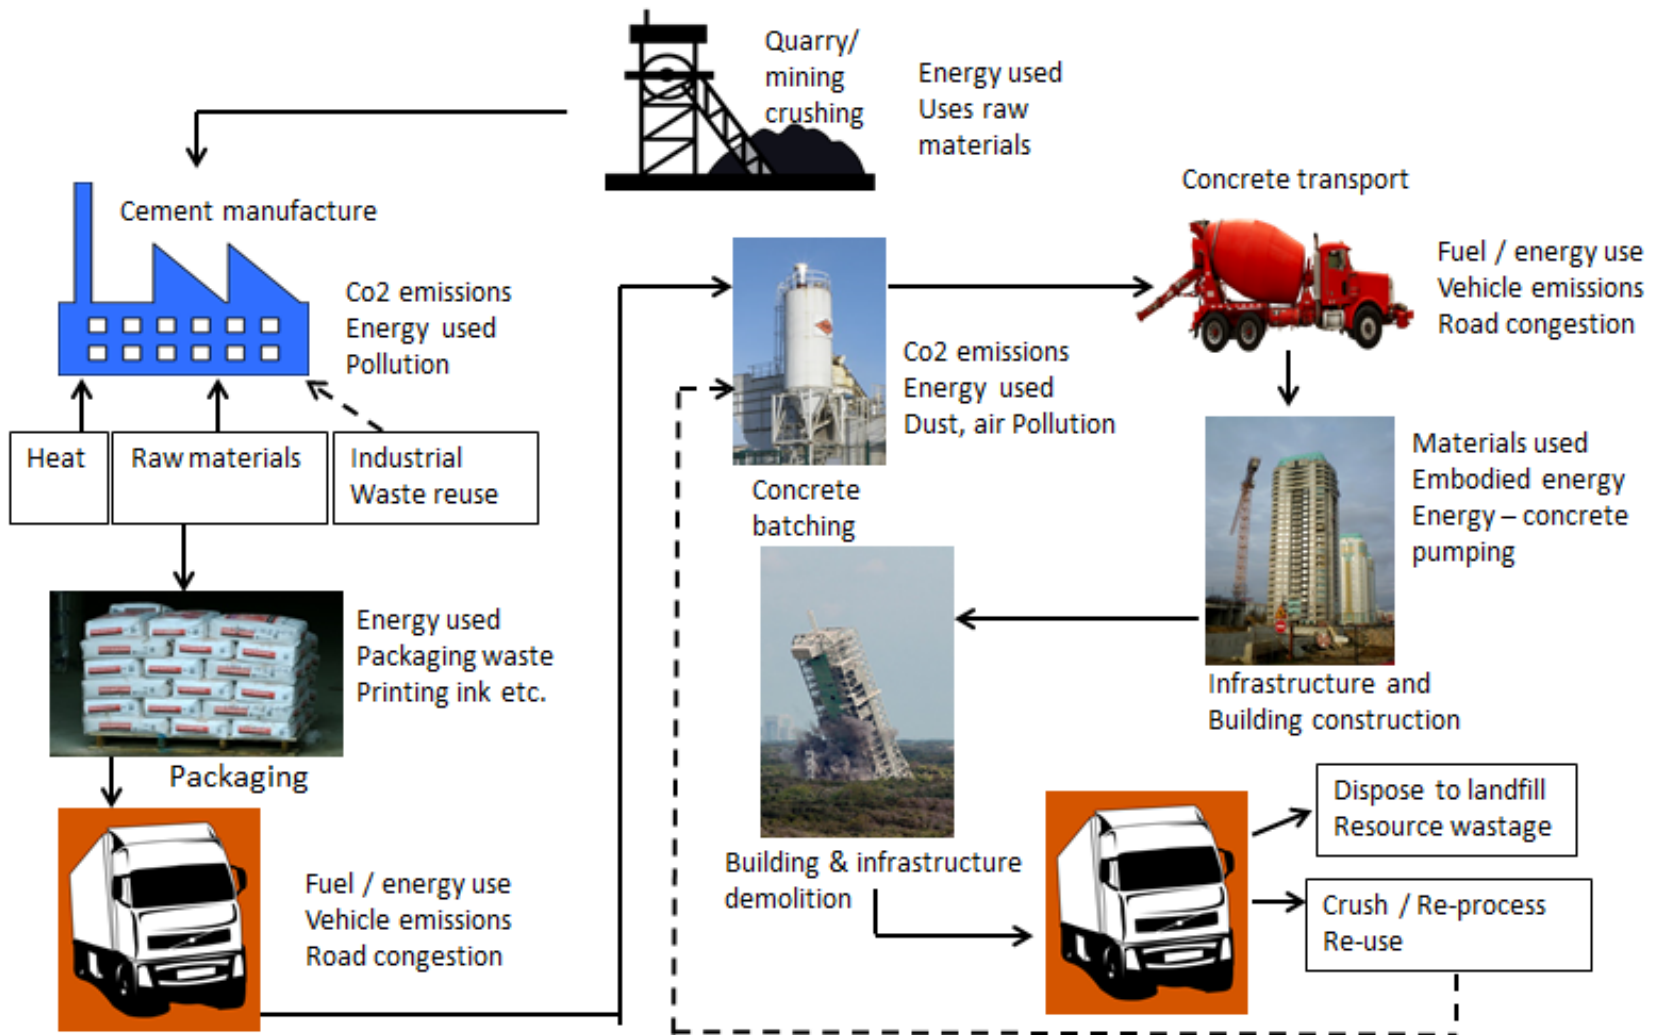 Quarry/
mining
crushing
Energy used
Uses raw
materials
Cement manufacture
Co2 emissions
Energy used
Pollution
Heat
Raw materials
Industrial
Waste reuse
Energy used
Packaging waste
Printing ink etc.
Packaging
Fuel / energy use
Vehicle emissions
Road congestion
Co2 emissions
Energy used
Dust, air Pollution
Concrete
batching
Concrete transport
Fuel / energy use
Vehicle emissions
Road congestion
Materials used
Embodied energy
Energy – concrete
pumping
Infrastructure and
Building construction
Building & infrastructure
demolition
Dispose to landfill
Resource wastage
Crush / Re-process
Re-use